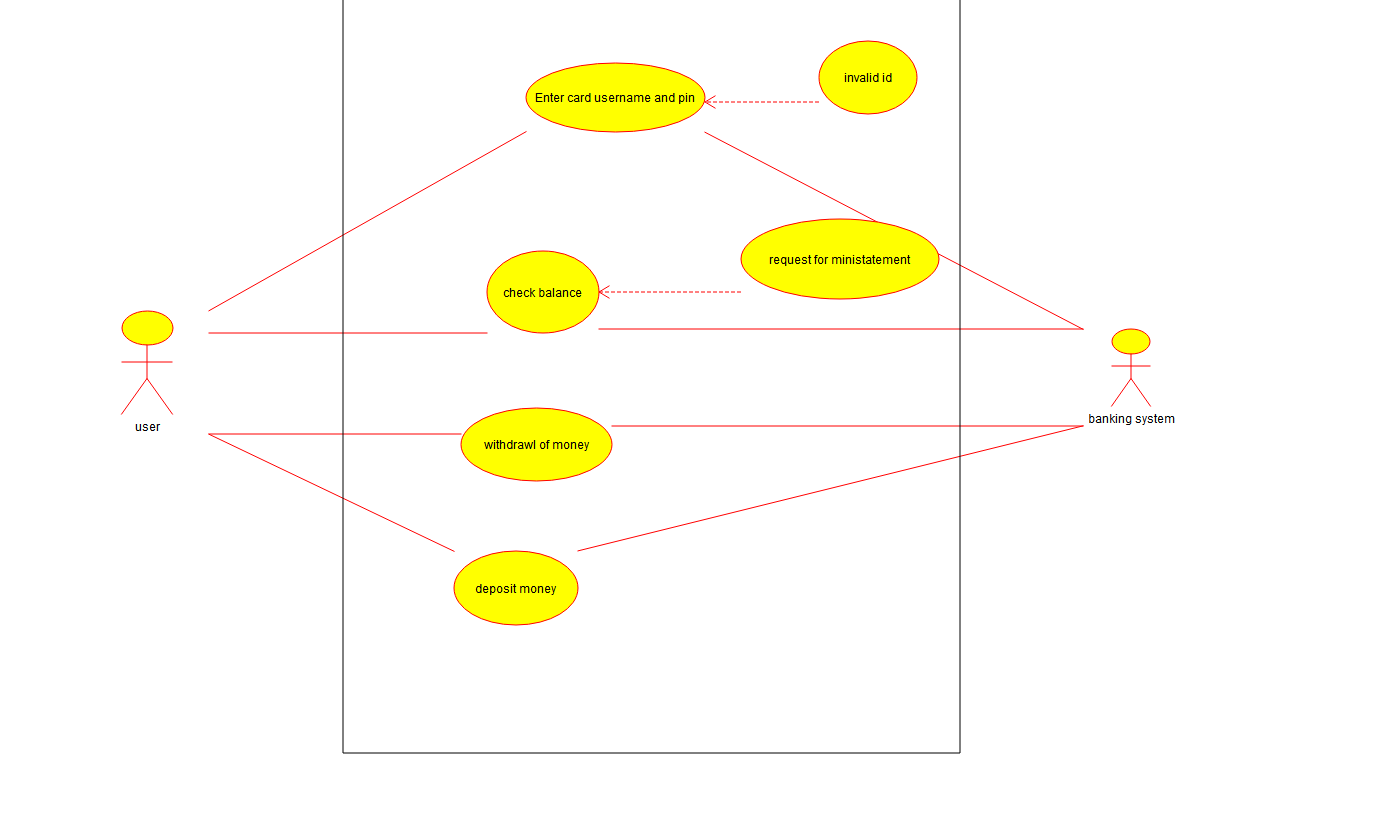 invalid id
Enter card username and pin
request for ministatement
check balance
user
banking system
withdrawl of money
deposit money